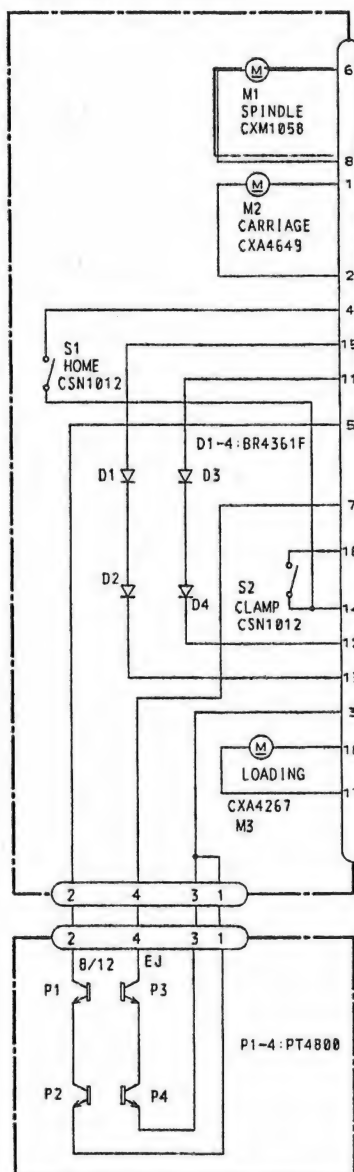 6
M
M1
SPINDLE
CXM1058
8
1
M
M2
CARRIAGE
CXA4649
2
4
S1
HOME
CSN1012
15
11
5
D1-4:BR4361F
D1
D3
7
D2
D4
S2
CLAMP
CSN1012
14
12
3
M
LOADING
CXA4267
M3
2 4 3 1
2 4 3 1
8/12 EJ
P1
P3
P1-4:PT4800
P2
P4